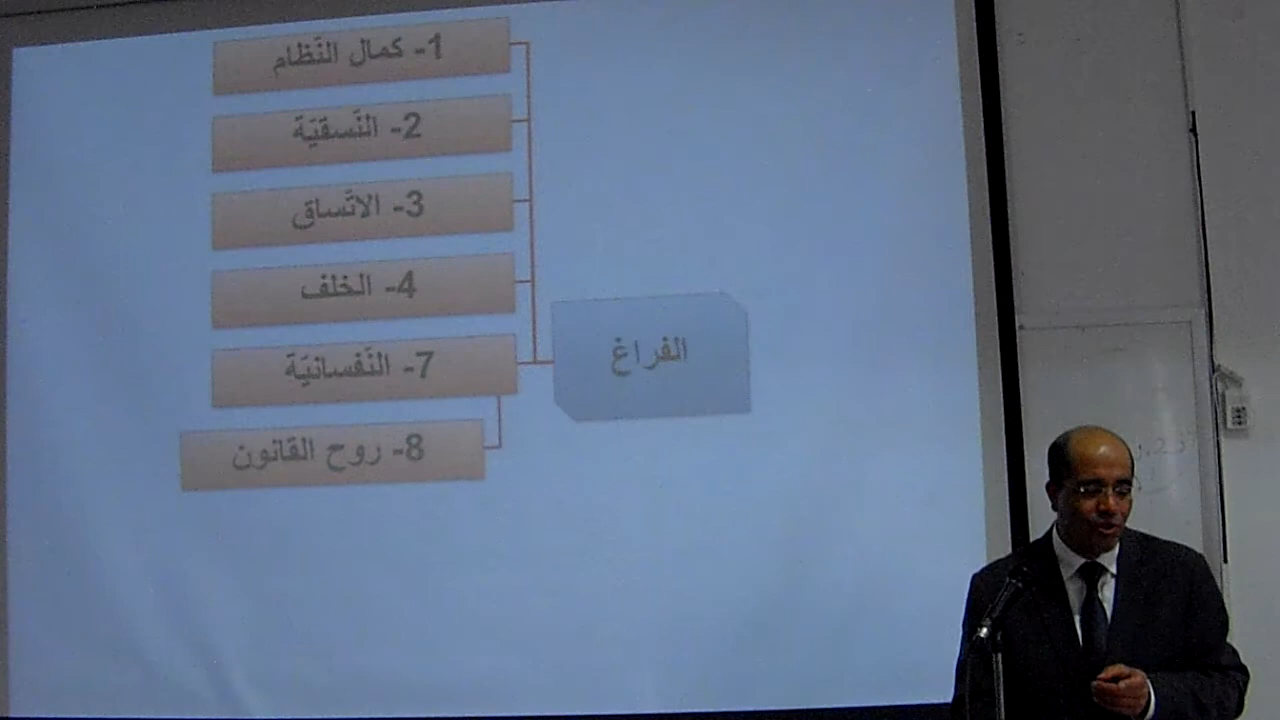 1- كمال النّظام
2- النّسقيّة
3- الاتّساق
4- الخلف
الفراغ
7- النّفسانيّة
8- روح القانون